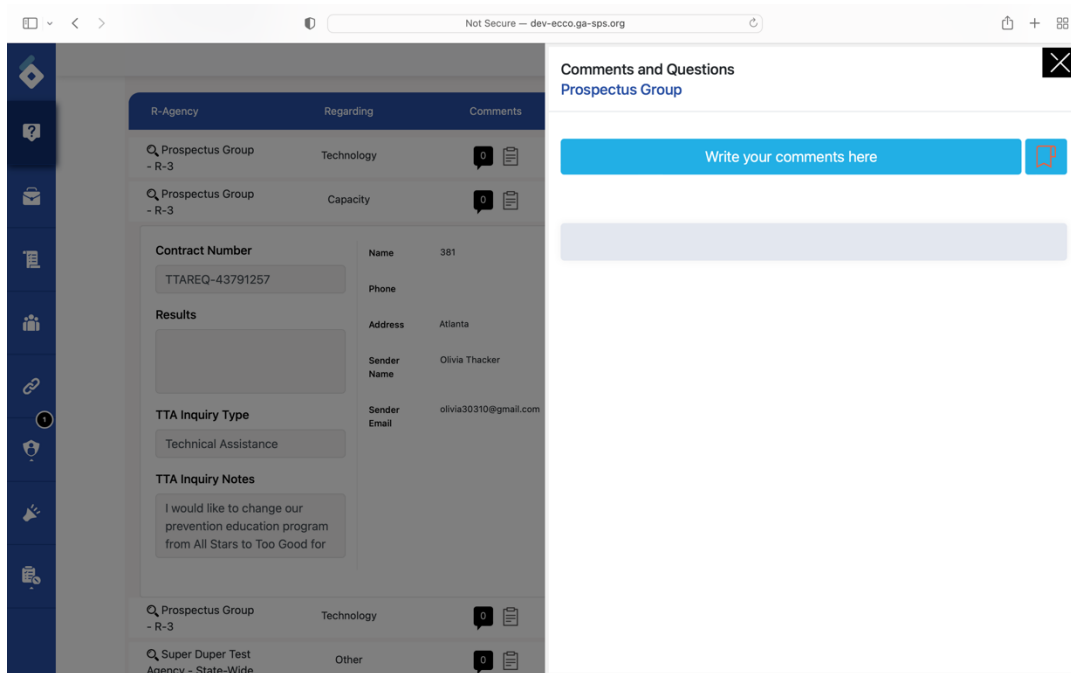 Not Secure — dev-ecco.ga-sps.org
R-Agency Regarding Comments
Prospectus Group - R-3 Technology 0
Prospectus Group - R-3 Capacity 0
Contract Number
TTAREQ-43791257
Results
TTA Inquiry Type
Technical Assistance
TTA Inquiry Notes
I would like to change our
prevention education program
from All Stars to Too Good for
Name 381
Phone
Address Atlanta
Sender Name Olivia Thacker
Sender Email olivia30310@gmail.com
Prospectus Group - R-3 Technology 0
Super Duper Test Agency - State-Wide Other 0
1
Comments and Questions
Prospectus Group
Write your comments here